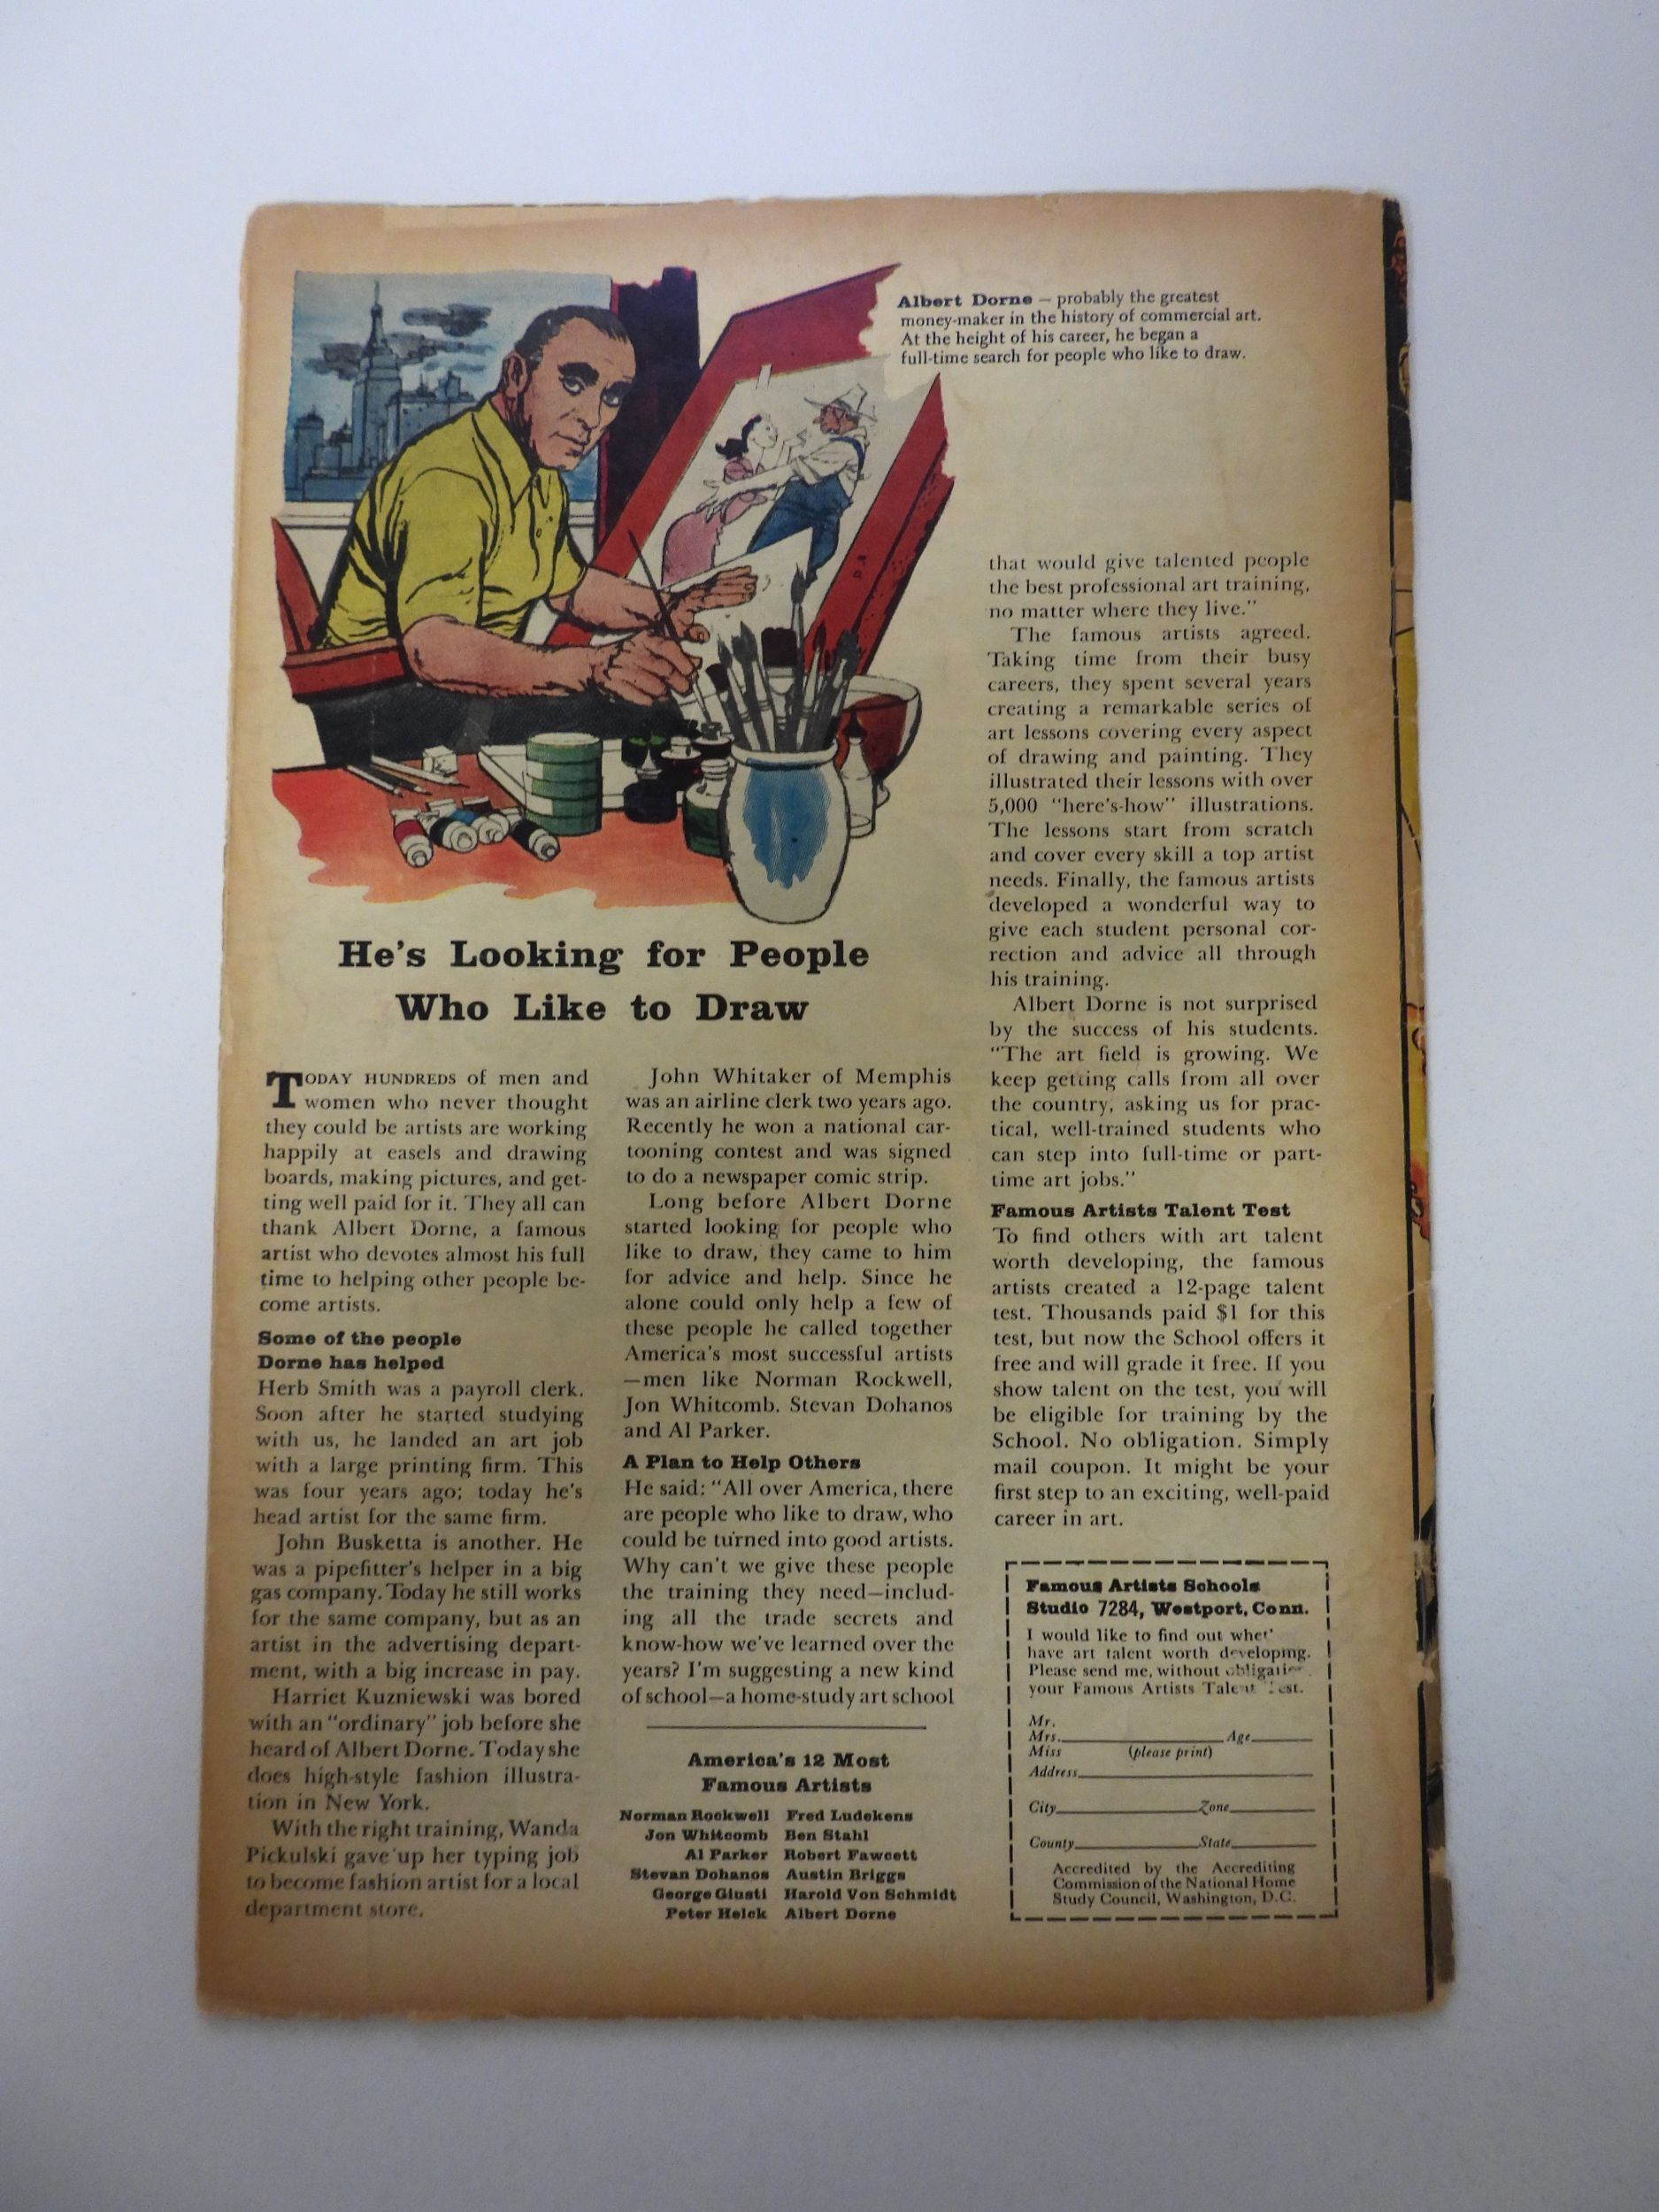 Albert Dorne — probably the greatest
money-maker in the history of commercial art.
At the height of his career, he began a
full-time search for people who like to draw.
He's Looking for People
Who Like to Draw
TODAY HUNDREDS of men and
women who never thought
they could be artists are working
happily at easels and drawing
boards, making pictures, and get-
ting well paid for it. They all can
thank Albert Dorne, a famous
artist who devotes almost his full
time to helping other people be-
come artists.
Some of the people
Dorne has helped
Herb Smith was a payroll clerk.
Soon after he started studying
with us, he landed an art job
with a large printing firm. This
was four years ago; today he's
head artist for the same firm.
John Busketta is another. He
was a pipefitter's helper in a big
gas company. Today he still works
for the same company, but as an
artist in the advertising depart-
ment, with a big increase in pay.
Harriet Kuzniewski was bored
with an "ordinary" job before she
heard of Albert Dorne. Today she
does high-style fashion illustra-
tion in New York.
With the right training, Wanda
Pickulski gave up her typing job
to become fashion artist for a local
department store.
John Whitaker of Memphis
was an airline clerk two years ago.
Recently he won a national car-
tooning contest and was signed
to do a newspaper comic strip.
Long before Albert Dorne
started looking for people who
like to draw, they came to him
for advice and help. Since he
alone could only help a few of
these people he called together
America's most successful artists
—men like Norman Rockwell,
Jon Whitcomb. Stevan Dohanos
and Al Parker.
A Plan to Help Others
He said: "All over America, there
are people who like to draw, who
could be turned into good artists.
Why can't we give these people
the training they need—includ-
ing all the trade secrets and
know-how we've learned over the
years? I'm suggesting a new kind
of school—a home-study art school
America's 12 Most
Famous Artists
Norman Rockwell Fred Ludekens
Jon Whitcomb Ben Stahl
Al Parker Robert Fawcett
Stevan Dohanos Austin Briggs
George Giusti Harold Von Schmidt
Peter Helck Albert Dorne
that would give talented people
the best professional art training,
no matter where they live."
The famous artists agreed.
Taking time from their busy
careers, they spent several years
creating a remarkable series of
art lessons covering every aspect
of drawing and painting. They
illustrated their lessons with over
5,000 "here's-how" illustrations.
The lessons start from scratch
and cover every skill a top artist
needs. Finally, the famous artists
developed a wonderful way to
give each student personal cor-
rection and advice all through
his training.
Albert Dorne is not surprised
by the success of his students.
"The art field is growing. We
keep getting calls from all over
the country, asking us for prac-
tical, well-trained students who
can step into full-time or part-
time art jobs."
Famous Artists Talent Test
To find others with art talent
worth developing, the famous
artists created a 12-page talent
test. Thousands paid $1 for this
test, but now the School offers it
free and will grade it free. If you
show talent on the test, you will
be eligible for training by the
School. No obligation. Simply
mail coupon. It might be your
first step to an exciting, well-paid
career in art.
Famous Artists Schools
Studio 7284, Westport, Conn.
I would like to find out
have art talent worth developing.
Please send me, without
your Famous Artists Talent Test.
Mr.
Mrs. Age
Miss (please print)
Address
City Zone
County State
Accredited by the Accrediting
Commission of the National Home
Study Council, Washington, D.C.